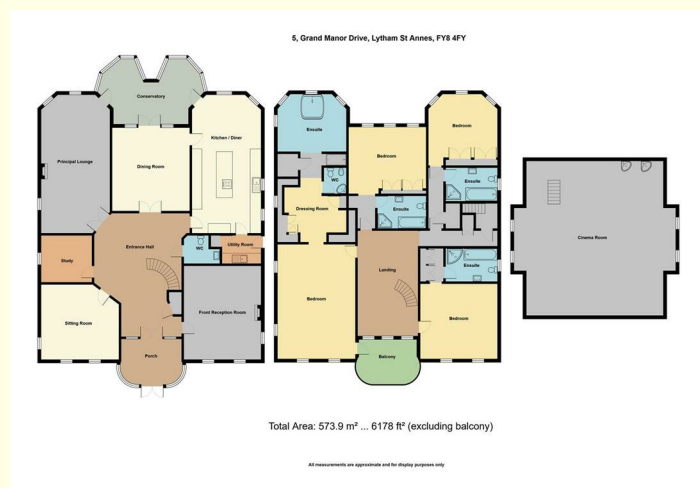 5, Grand Manor Drive, Lytham St Annes, FY8 4FY
Conservatory
Principal Lounge
Dining Room
Kitchen / Diner
Entrance Hall
WC
Utility Room
Study
Sitting Room
Front Reception Room
Porch
Ensuite
Bedroom
Bedroom
WC
Ensuite
Dressing Room
Ensuite
Landing
Ensuite
Bedroom
Bedroom
Balcony
Cinema Room
Total Area: 573.9 m² ... 6178 ft² (excluding balcony)
All measurements are approximate and for display purposes only